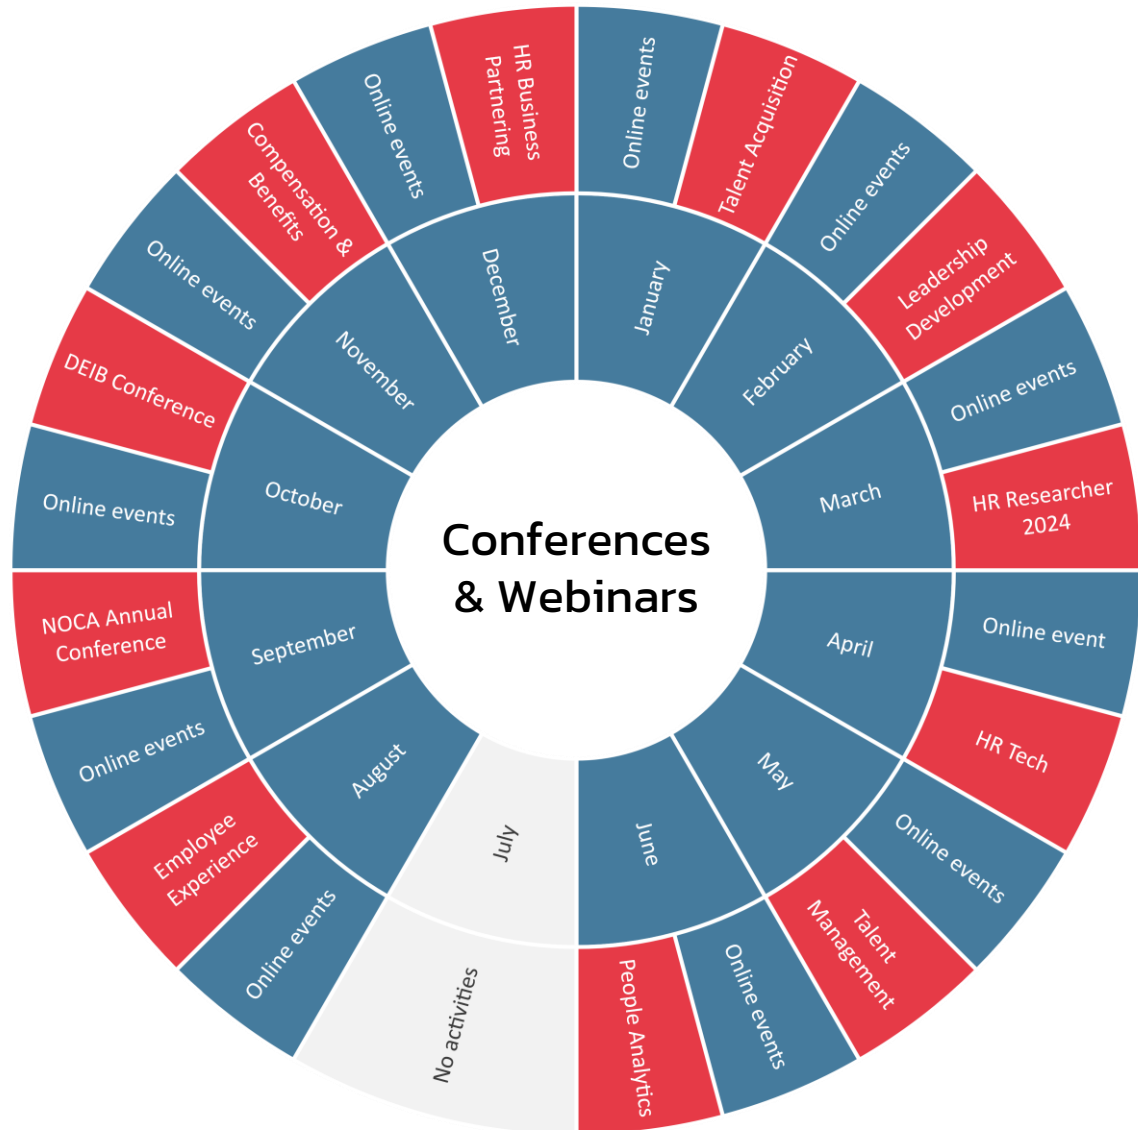 Conferences
& Webinars
January
Online events
Talent Acquisition
February
Online events
Leadership
Development
March
Online events
HR Researcher
2024
April
Online event
HR Tech
May
Online events
Talent
Management
June
Online events
People Analytics
July
No activities
August
Online events
Employee
Experience
September
Online events
NOCA Annual
Conference
October
Online events
DEIB Conference
November
Online events
Compensation &
Benefits
December
Online events
HR Business
Partnering